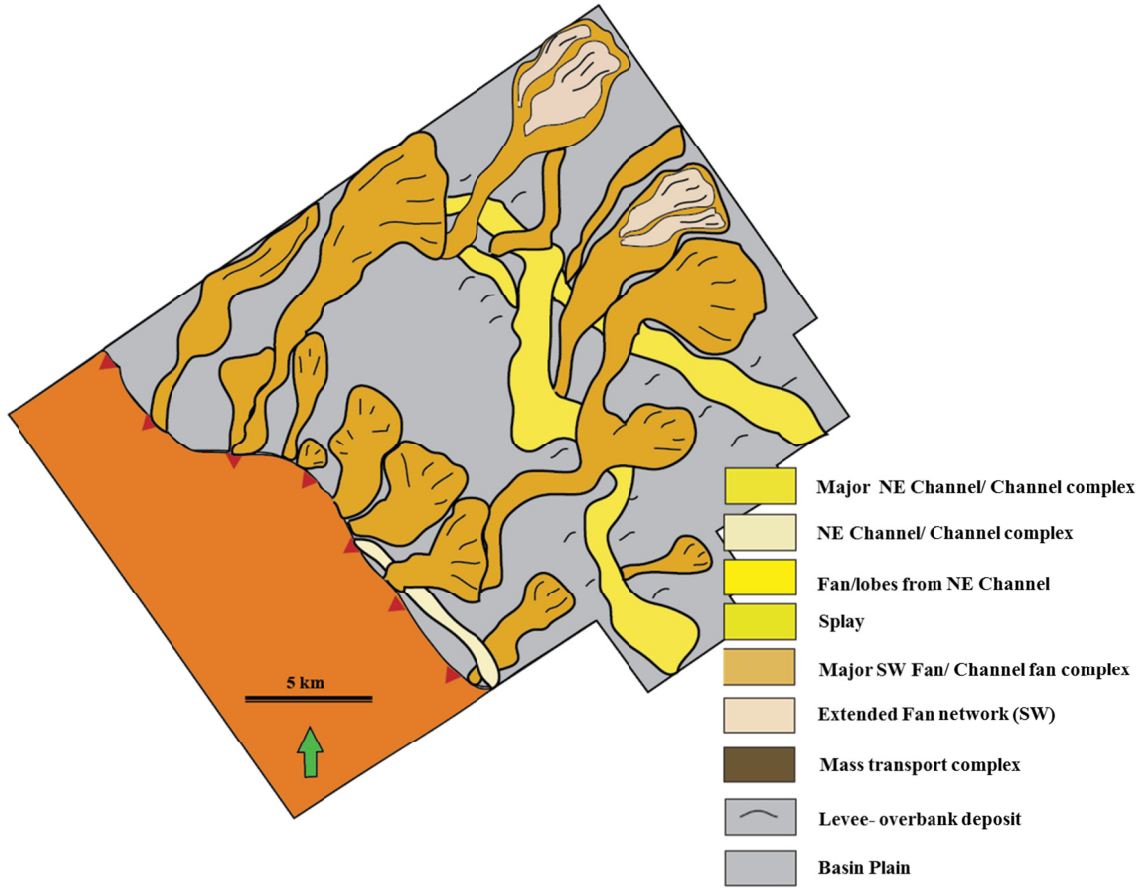 Major NE Channel/ Channel complex
NE Channel/ Channel complex
Fan/lobes from NE Channel
Splay
Major SW Fan/ Channel fan complex
5 km
Extended Fan network (SW)
Mass transport complex
Levee- overbank deposit
Basin Plain